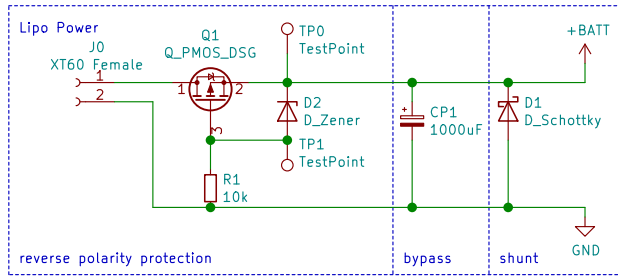 Lipo Power
J0
XT60 Female
1
2
Q1
Q_PMOS_DSG
1
2
3
TP0
TestPoint
D2
D_Zener
TP1
TestPoint
R1
10k
+
CP1
1000uF
+BATT
D1
D_Schottky
GND
reverse polarity protection
bypass
shunt